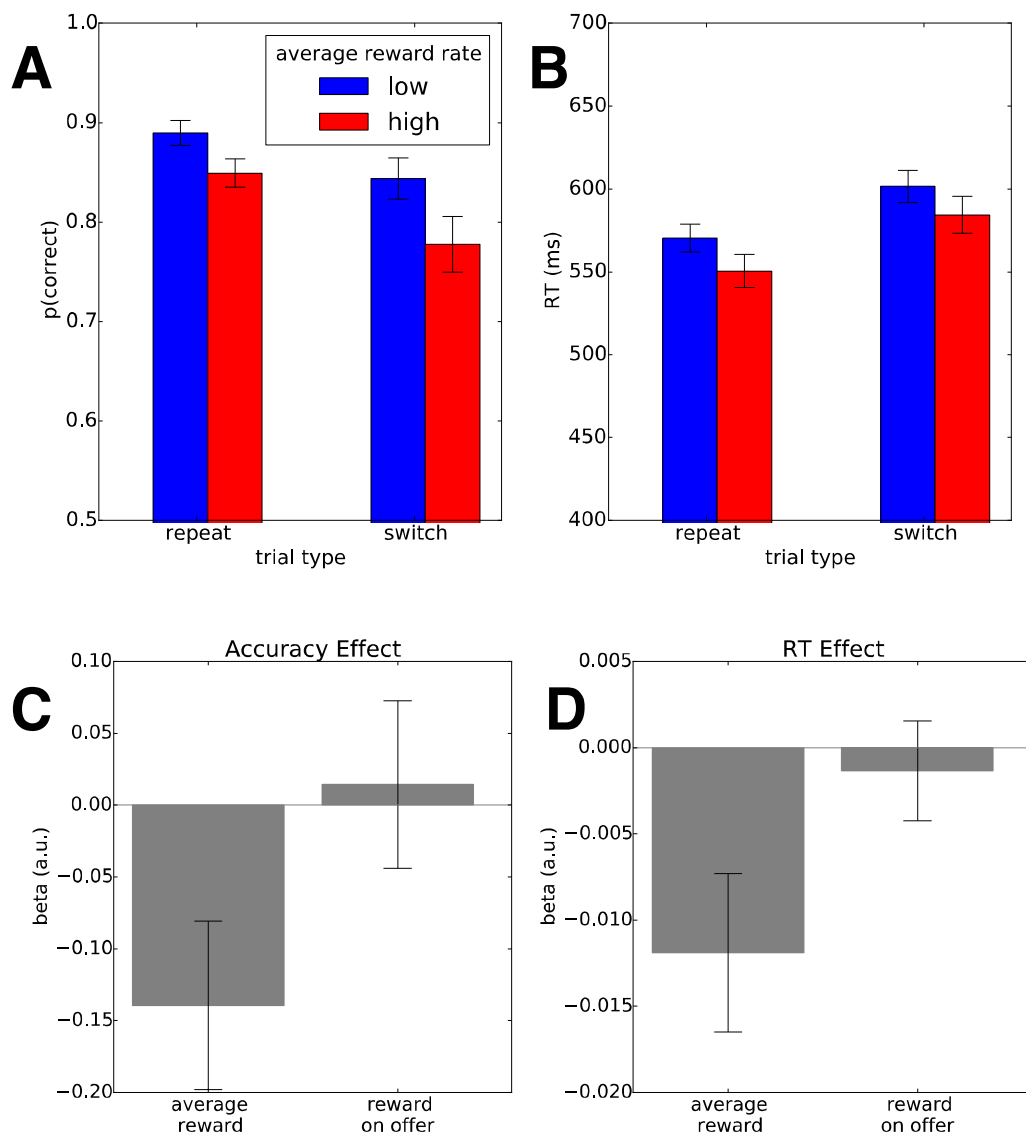 A
1.0
0.9
0.8
0.7
0.6
0.5
p(correct)
average reward rate
low
high
repeat
switch
trial type
B
700
650
600
550
500
450
400
RT (ms)
repeat
switch
trial type
C
Accuracy Effect
0.10
0.05
0.00
−0.05
−0.10
−0.15
−0.20
beta (a.u.)
average
reward
reward
on offer
D
RT Effect
0.005
0.000
−0.005
−0.010
−0.015
−0.020
beta (a.u.)
average
reward
reward
on offer